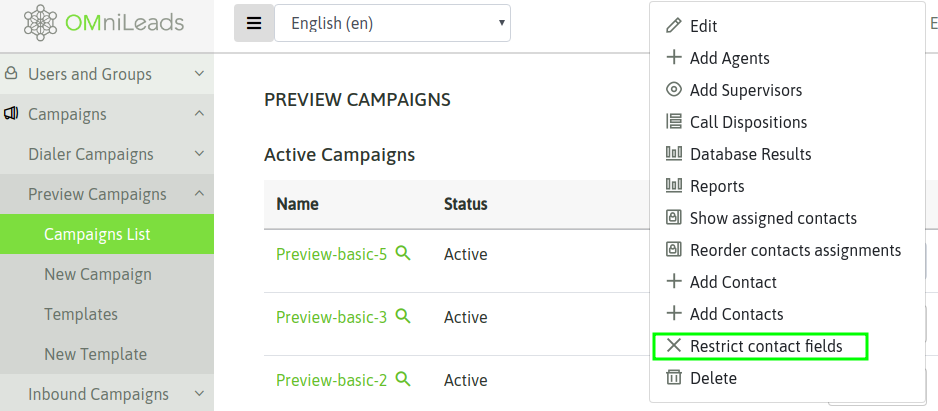 OMniLeads
English (en)
E
Users and Groups
Campaigns
Dialer Campaigns
Preview Campaigns
Campaigns List
New Campaign
Templates
New Template
Inbound Campaigns
PREVIEW CAMPAIGNS
Active Campaigns
Name Status
Preview-basic-5 Active
Preview-basic-3 Active
Preview-basic-2 Active
Edit
Add Agents
Add Supervisors
Call Dispositions
Database Results
Reports
Show assigned contacts
Reorder contacts assignments
Add Contact
Add Contacts
Restrict contact fields
Delete